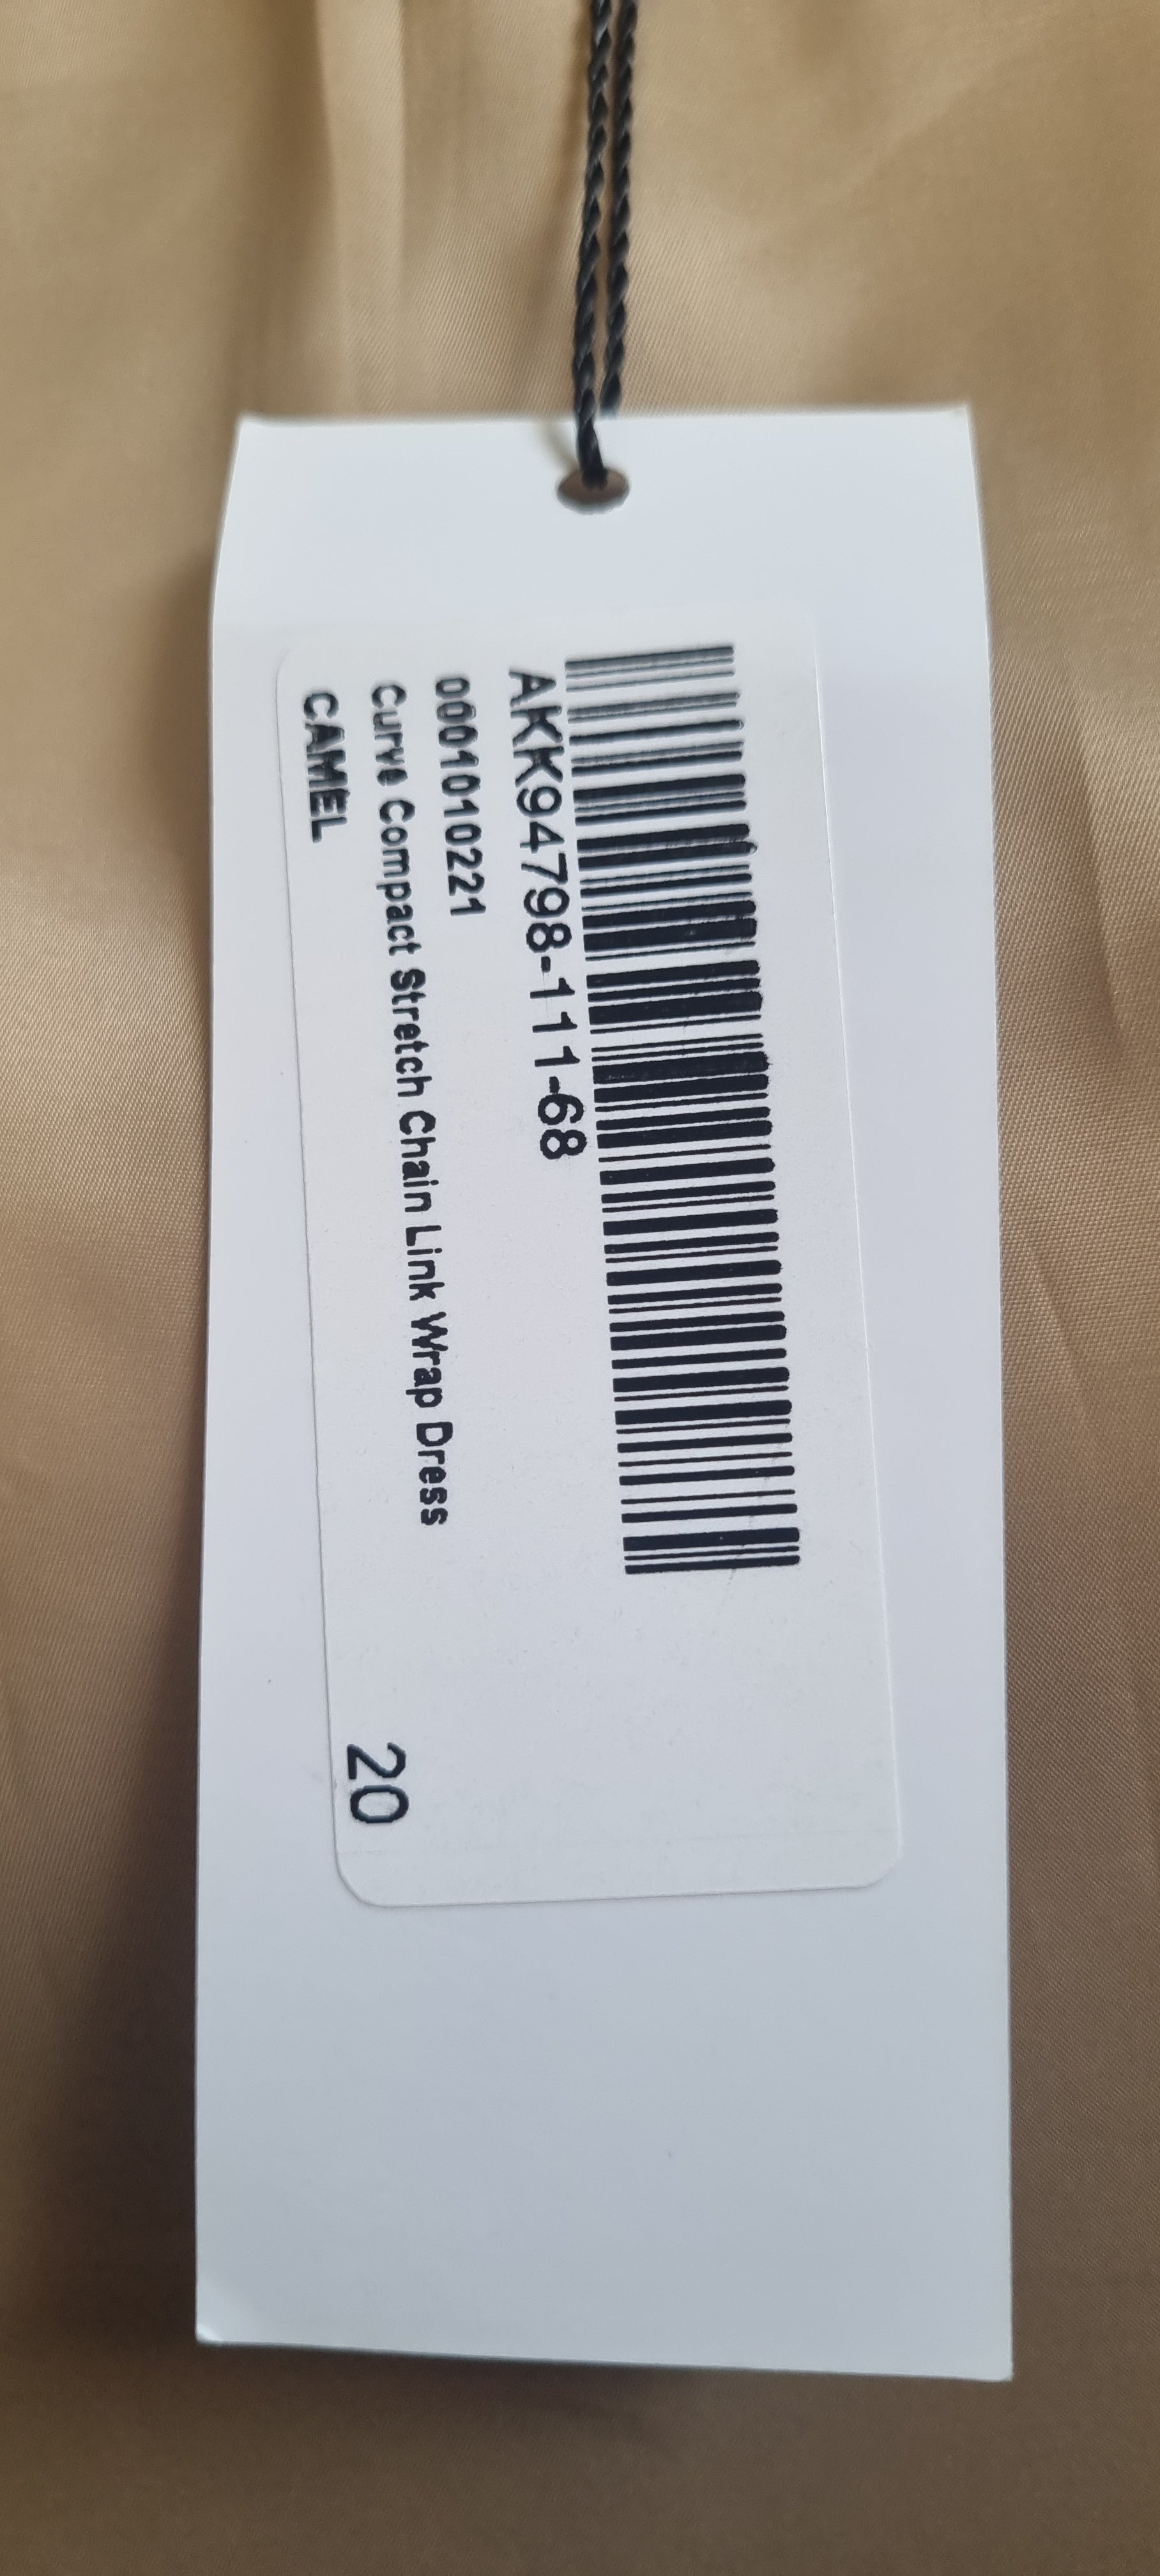 AKK94798-111-68
0001010221
Curve Compact Stretch Chain Link Wrap Dress
CAMEL
20